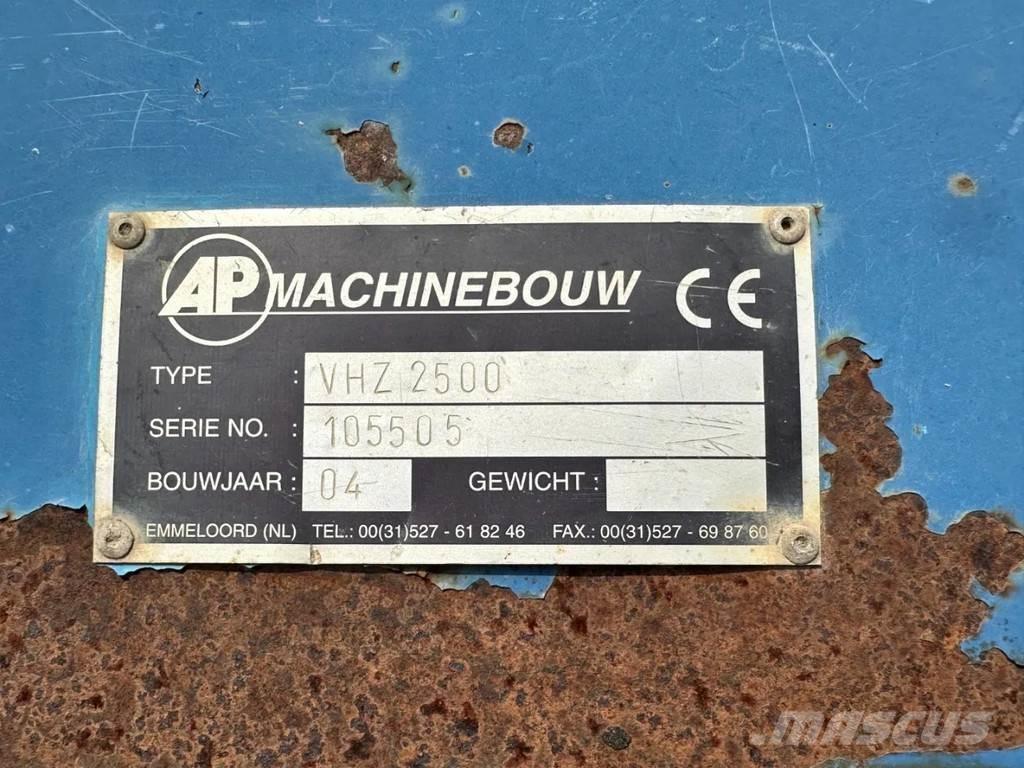 AP MACHINEBOUW CE
TYPE : VHZ 2500
SERIE NO. : 105505
BOUWJAAR : 04 GEWICHT :
EMMELOORD (NL) TEL.: 00(31)527 - 61 82 46 FAX.: 00(31)527 - 69 87 60
mascus